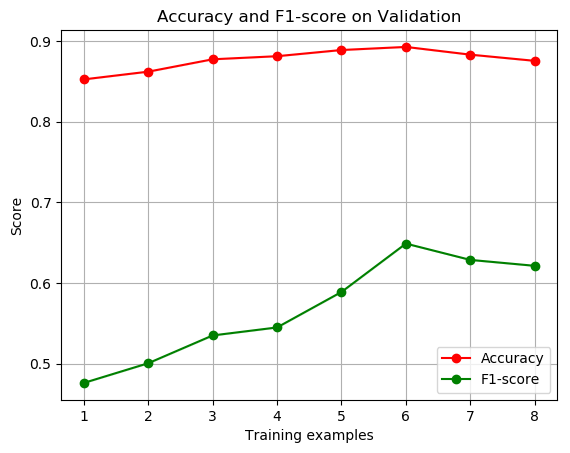 Accuracy and F1-score on Validation
0.9
0.8
0.7
0.6
0.5
Score
1 2 3 4 5 6 7 8
Training examples
Accuracy
F1-score